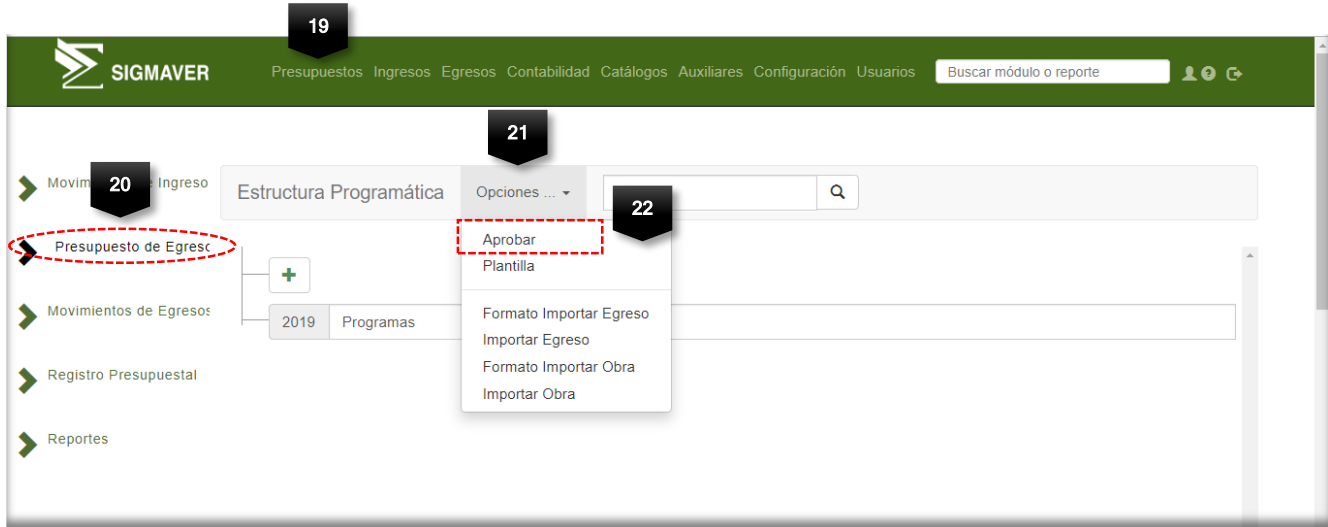 19
SIGMAVER
Presupuestos Ingresos Egresos Contabilidad Catálogos Auxiliares Configuración Usuarios
Buscar módulo o reporte
21
20
Ingreso
Estructura Programática
Opciones ...
22
Presupuesto de Egresc
Aprobar
Plantilla
Movimientos de Egresos
2019 Programas
Formato Importar Egreso
Importar Egreso
Formato Importar Obra
Importar Obra
Registro Presupuestal
Reportes